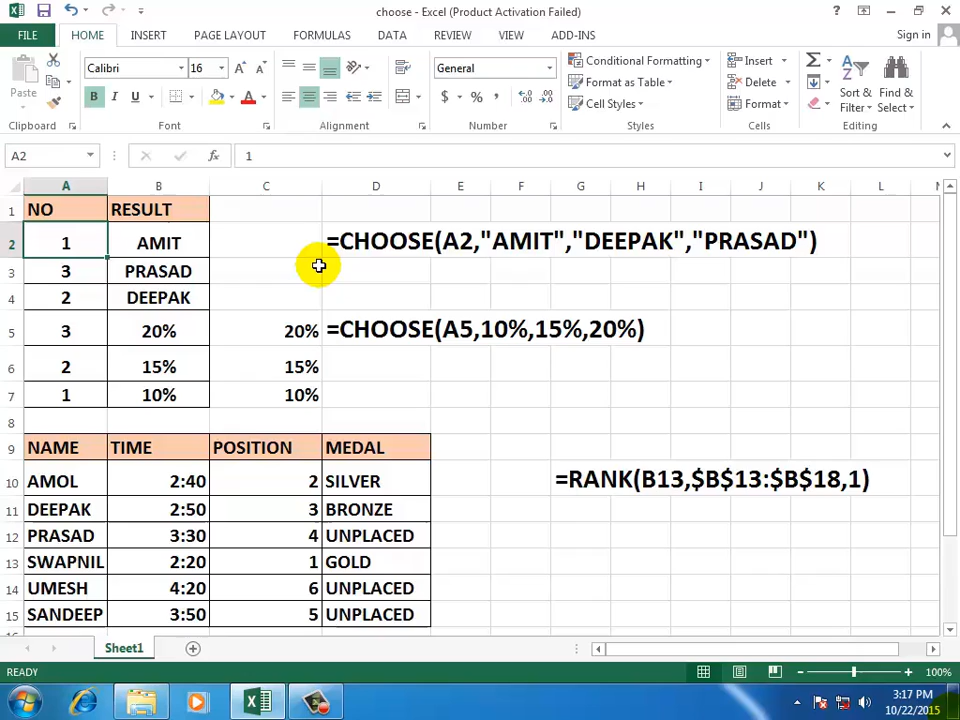 choose - Excel (Product Activation Failed)
FILE HOME INSERT PAGE LAYOUT FORMULAS DATA REVIEW VIEW ADD-INS Sign in
Paste Calibri 16 General Conditional Formatting Insert
B I U $ % Format as Table Delete Sort & Find &
Cell Styles Format Filter Select
Clipboard Font Alignment Number Styles Cells Editing
A2 fx 1
A B C D E F G H I J K L M
1 NO RESULT
2 1 AMIT =CHOOSE(A2,"AMIT","DEEPAK","PRASAD")
3 3 PRASAD
4 2 DEEPAK
5 3 20% 20% =CHOOSE(A5,10%,15%,20%)
6 2 15% 15%
7 1 10% 10%
8
9 NAME TIME POSITION MEDAL
10 AMOL 2:40 2 SILVER =RANK(B13,$B$13:$B$18,1)
11 DEEPAK 2:50 3 BRONZE
12 PRASAD 3:30 4 UNPLACED
13 SWAPNIL 2:20 1 GOLD
14 UMESH 4:20 6 UNPLACED
15 SANDEEP 3:50 5 UNPLACED
Sheet1
READY 100%
3:17 PM
10/22/2015